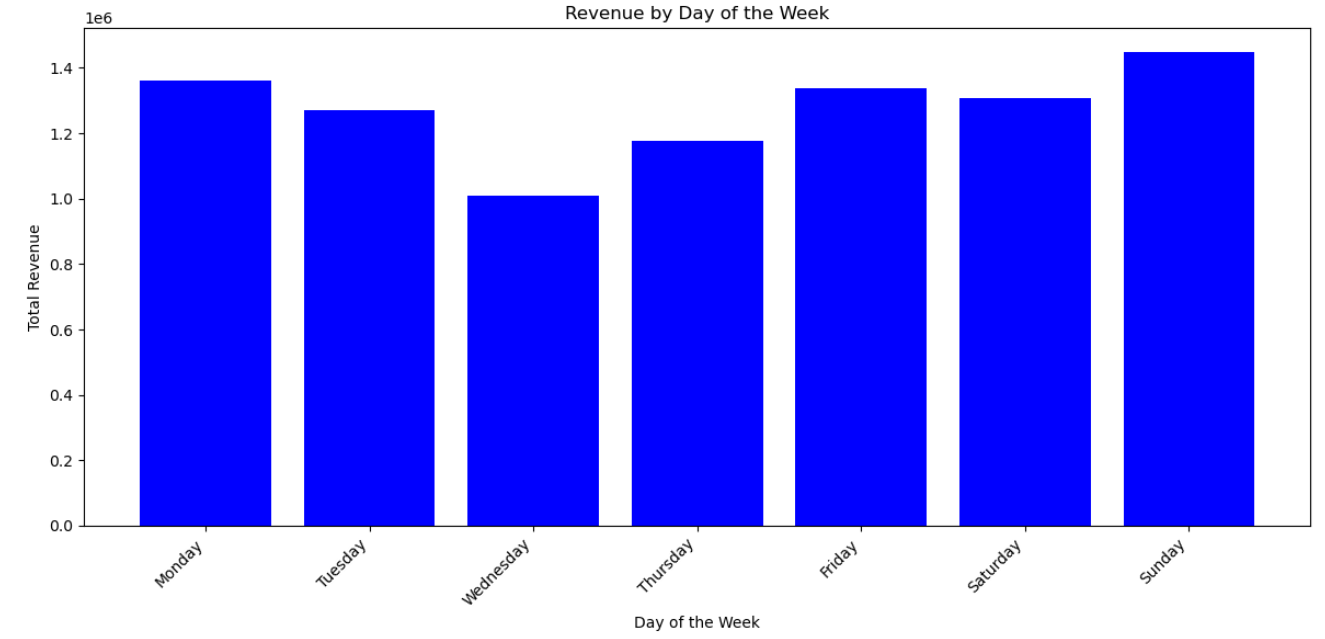 Revenue by Day of the Week
1e6
1.4
1.2
1.0
0.8
0.6
0.4
0.2
0.0
Total Revenue
Monday
Tuesday
Wednesday
Thursday
Friday
Saturday
Sunday
Day of the Week